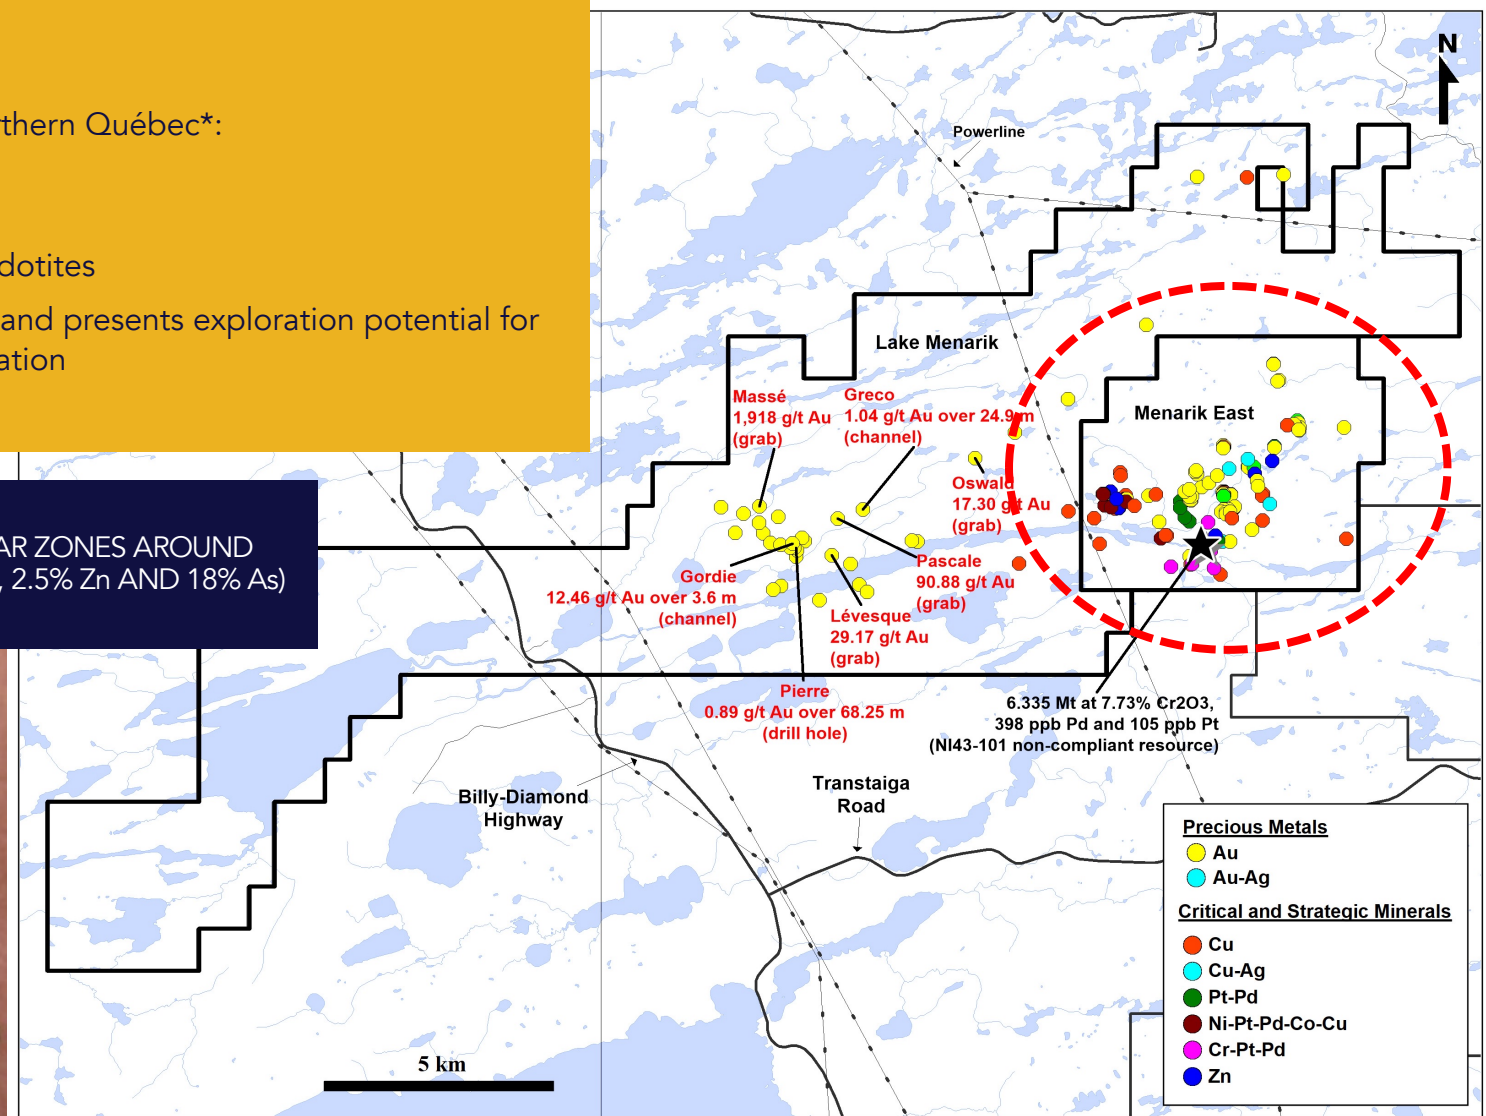 rthern Québec*:
dotites
and presents exploration potential for
ation
AR ZONES AROUND
, 2.5% Zn AND 18% As)
N
Powerline
Lake Menarik
Menarik East
Massé
1,918 g/t Au
(grab)
Greco
1.04 g/t Au over 24.9 m
(channel)
Oswald
17.30 g/t Au
(grab)
Pascale
90.88 g/t Au
(grab)
Gordie
12.46 g/t Au over 3.6 m
(channel)
Lévesque
29.17 g/t Au
(grab)
Pierre
0.89 g/t Au over 68.25 m
(drill hole)
6.335 Mt at 7.73% Cr2O3,
398 ppb Pd and 105 ppb Pt
(NI43-101 non-compliant resource)
Billy-Diamond
Highway
Transtaiga
Road
5 km
Precious Metals
Au
Au-Ag
Critical and Strategic Minerals
Cu
Cu-Ag
Pt-Pd
Ni-Pt-Pd-Co-Cu
Cr-Pt-Pd
Zn